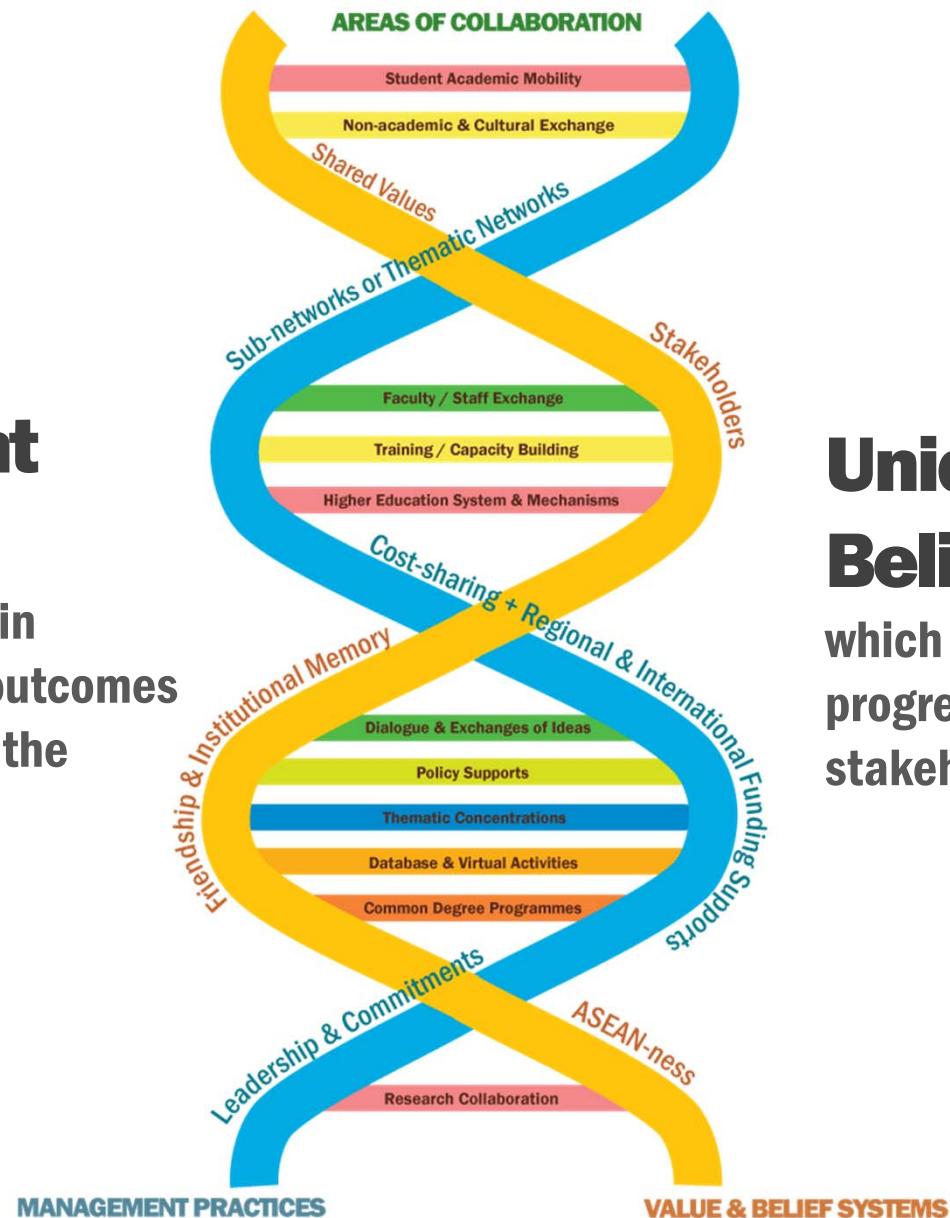 AREAS OF COLLABORATION
Student Academic Mobility
Non-academic & Cultural Exchange
Shared Values
Sub-networks or Thematic Networks
Stakeholders
Faculty / Staff Exchange
Training / Capacity Building
Higher Education System & Mechanisms
in
outcomes
the
which
Cost-sharing + Regional & International Funding Supports
Friendship & Institutional Memory
Dialogue & Exchanges of Ideas
Policy Supports
Thematic Concentrations
Database & Virtual Activities
Common Degree Programmes
Leadership & Commitments
ASEAN-ness
Research Collaboration
MANAGEMENT PRACTICES
VALUE & BELIEF SYSTEMS